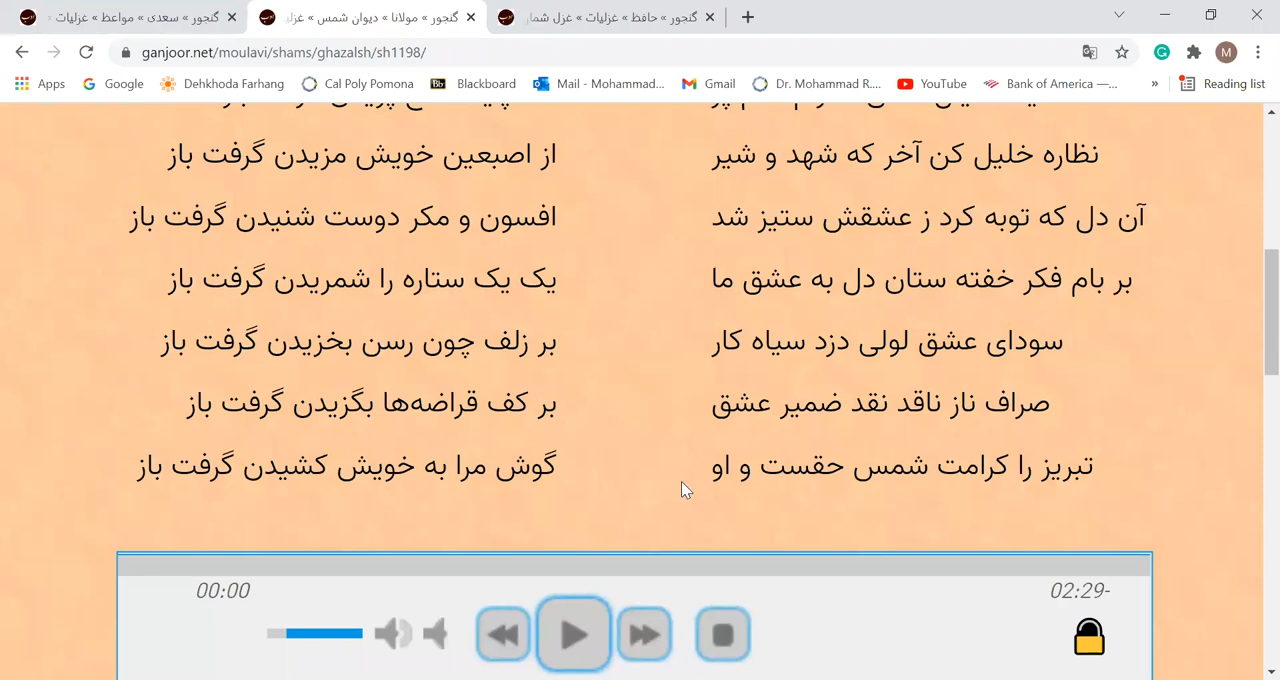 گنجور » سعدی » مواعظ » غزلیات »
گنجور » مولانا » دیوان شمس » غزلی
گنجور » حافظ » غزلیات » غزل شمار
ganjoor.net/moulavi/shams/ghazalsh/sh1198/
M
Apps Google Dehkhoda Farhang Cal Poly Pomona Bb Blackboard Mail - Mohammad... Gmail Dr. Mohammad R.... YouTube Bank of America —... » Reading list
نظاره خلیل کن آخر که شهد و شیر از اصبعین خویش مزیدن گرفت باز
آن دل که توبه کرد ز عشقش ستیز شد افسون و مکر دوست شنیدن گرفت باز
بر بام فکر خفته ستان دل به عشق ما یک یک ستاره را شمریدن گرفت باز
سودای عشق لولی دزد سیاه کار بر زلف چون رسن بخزیدن گرفت باز
صراف ناز ناقد نقد ضمیر عشق بر کف قراضه‌ها بگزیدن گرفت باز
تبریز را کرامت شمس حقست و او گوش مرا به خویش کشیدن گرفت باز
00:00 02:29-